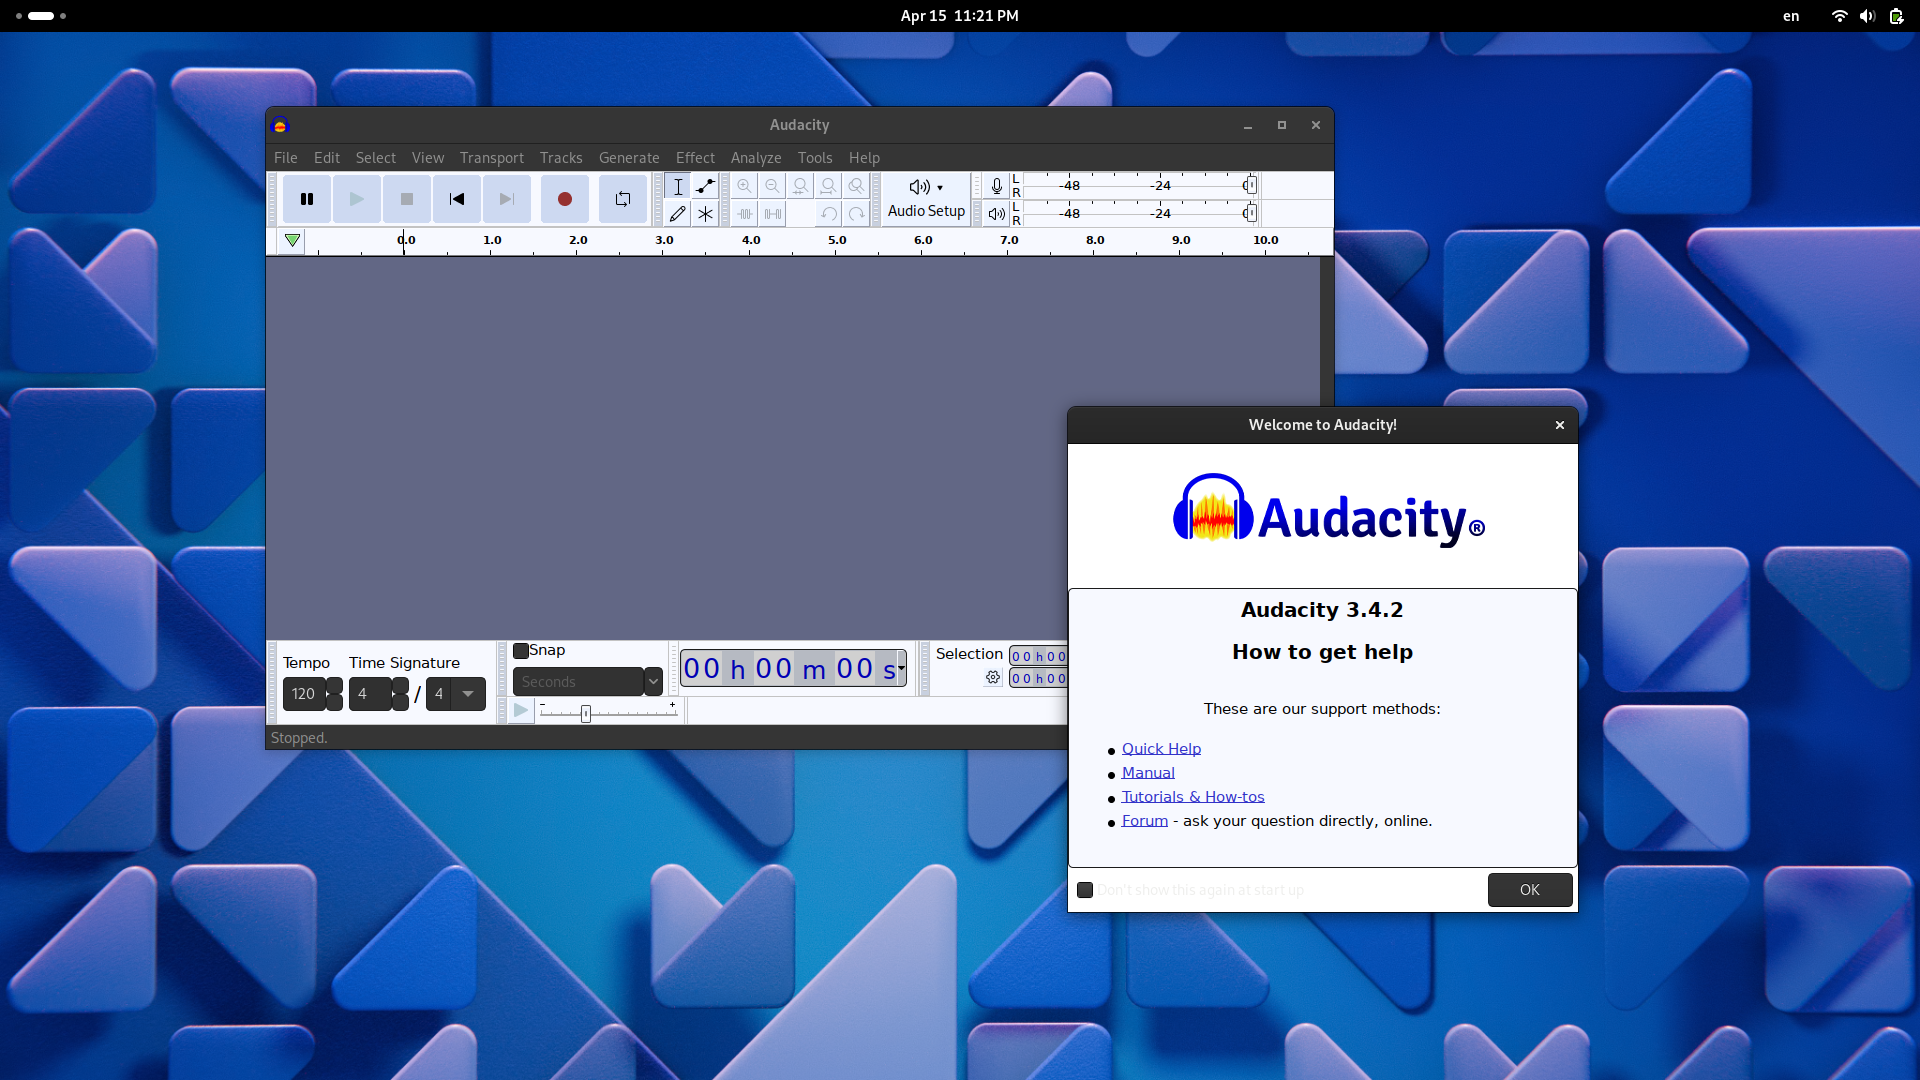 Apr 15 11:21 PM
en
Audacity
File Edit Select View Transport Tracks Generate Effect Analyze Tools Help
Audio Setup
L
R
-48 -24 0
L
R
-48 -24 0
0.0 1.0 2.0 3.0 4.0 5.0 6.0 7.0 8.0 9.0 10.0
Tempo
120
Time Signature
4 / 4
Snap
Seconds
00 h 00 m 00 s
Selection
00 h 00
00 h 00
- +
Stopped.
Welcome to Audacity!
Audacity®
Audacity 3.4.2
How to get help
These are our support methods:
• Quick Help
• Manual
• Tutorials & How-tos
• Forum - ask your question directly, online.
Don't show this again at start up
OK